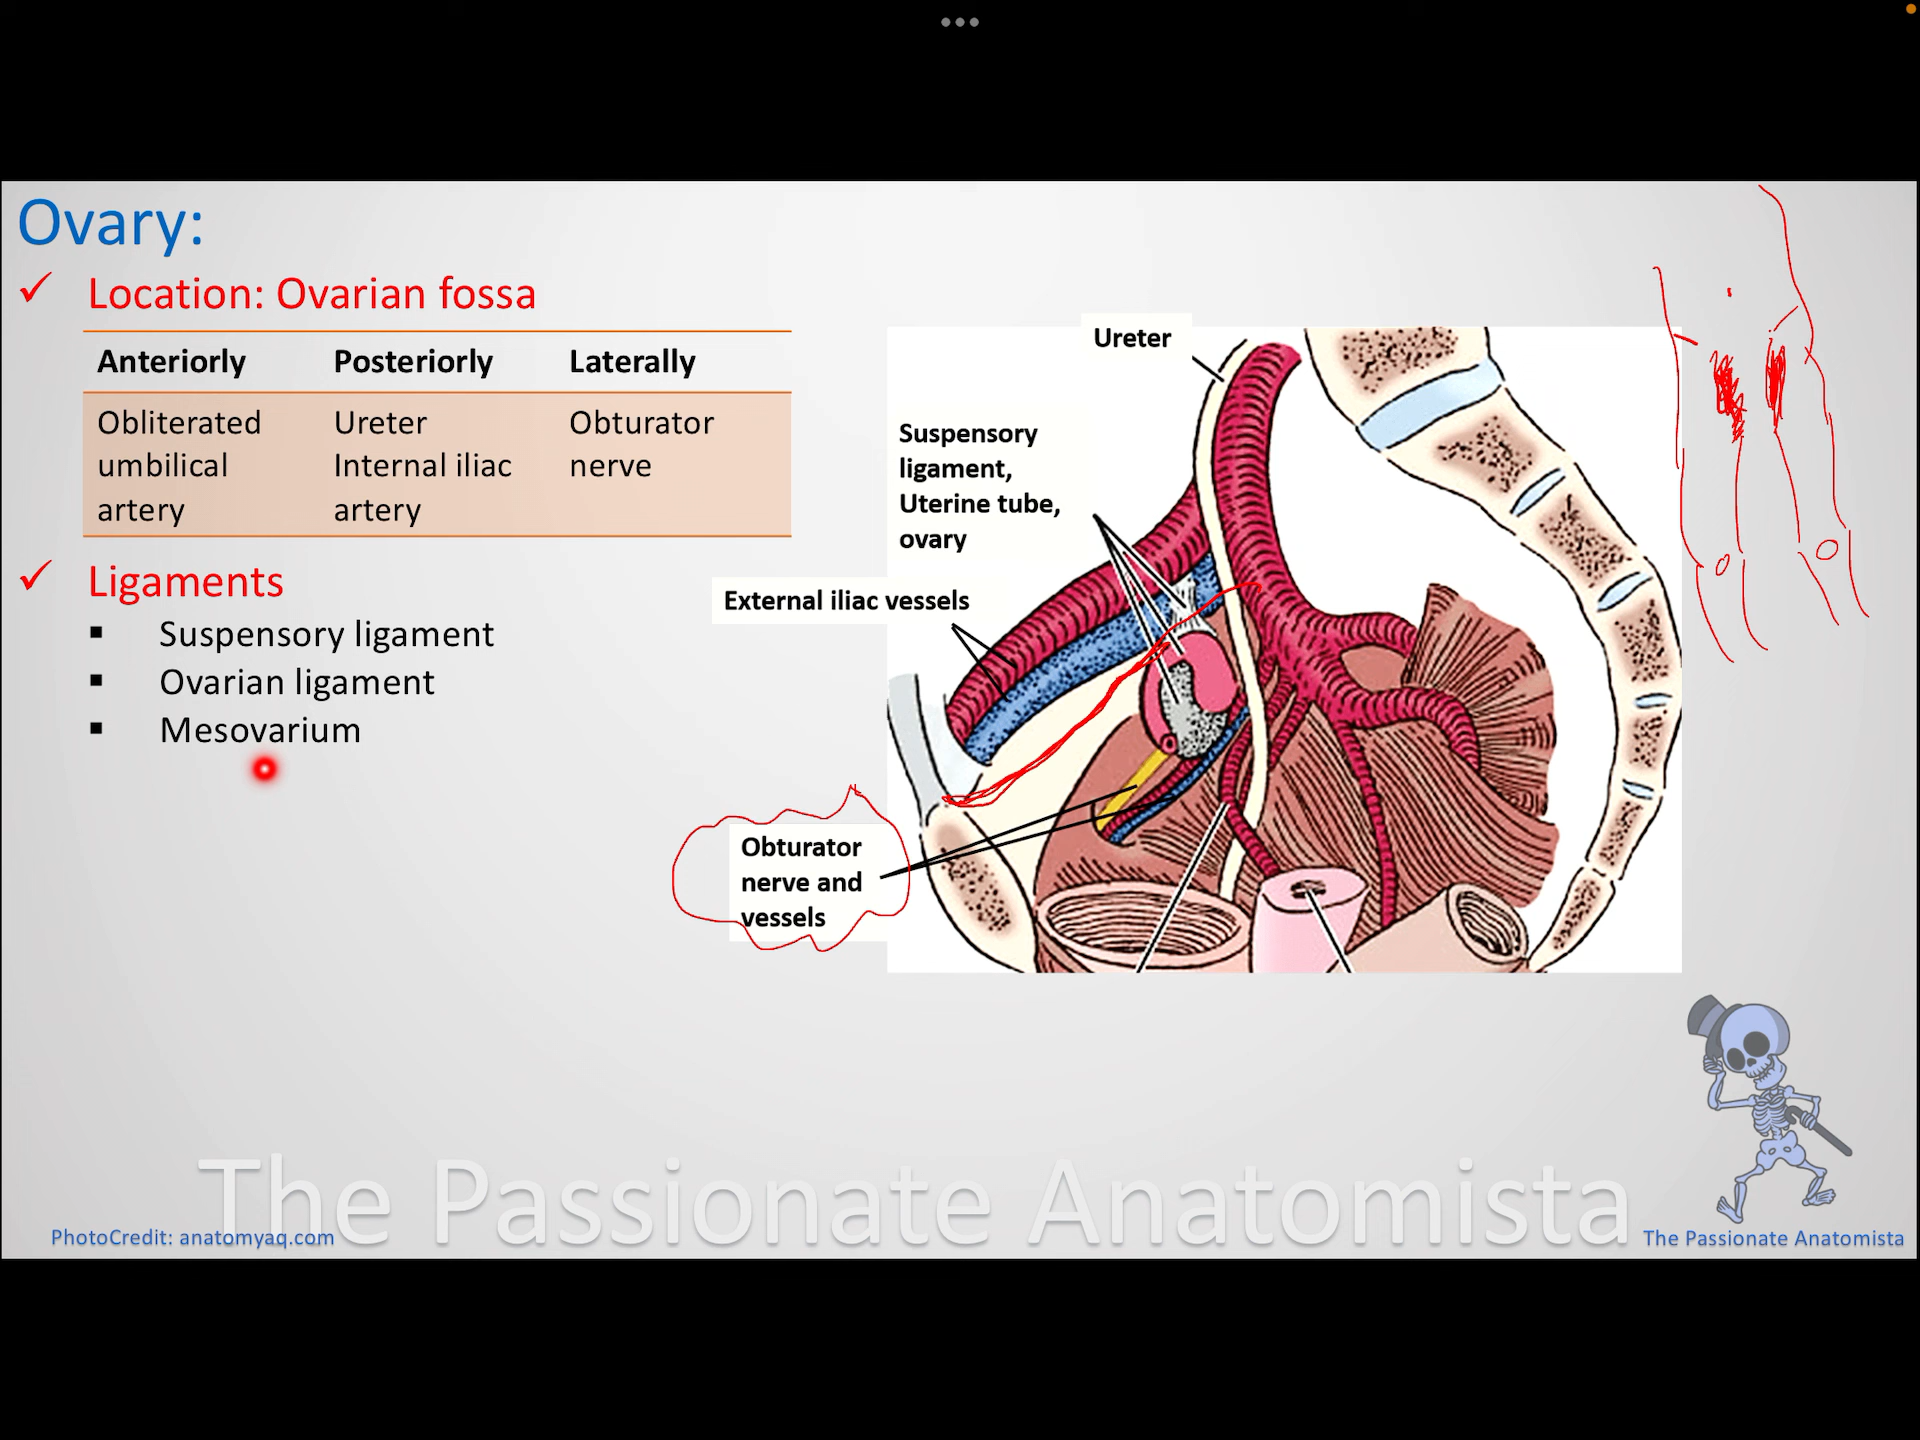 Ovary:
✓ Location: Ovarian fossa
Anteriorly Posteriorly Laterally
Obliterated umbilical artery
Ureter
Internal iliac artery
Obturator nerve
✓ Ligaments
▪ Suspensory ligament
▪ Ovarian ligament
▪ Mesovarium
Ureter
Suspensory
ligament,
Uterine tube,
ovary
External iliac vessels
Obturator
nerve and
vessels
The Passionate Anatomista
PhotoCredit: anatomyaq.com
The Passionate Anatomista